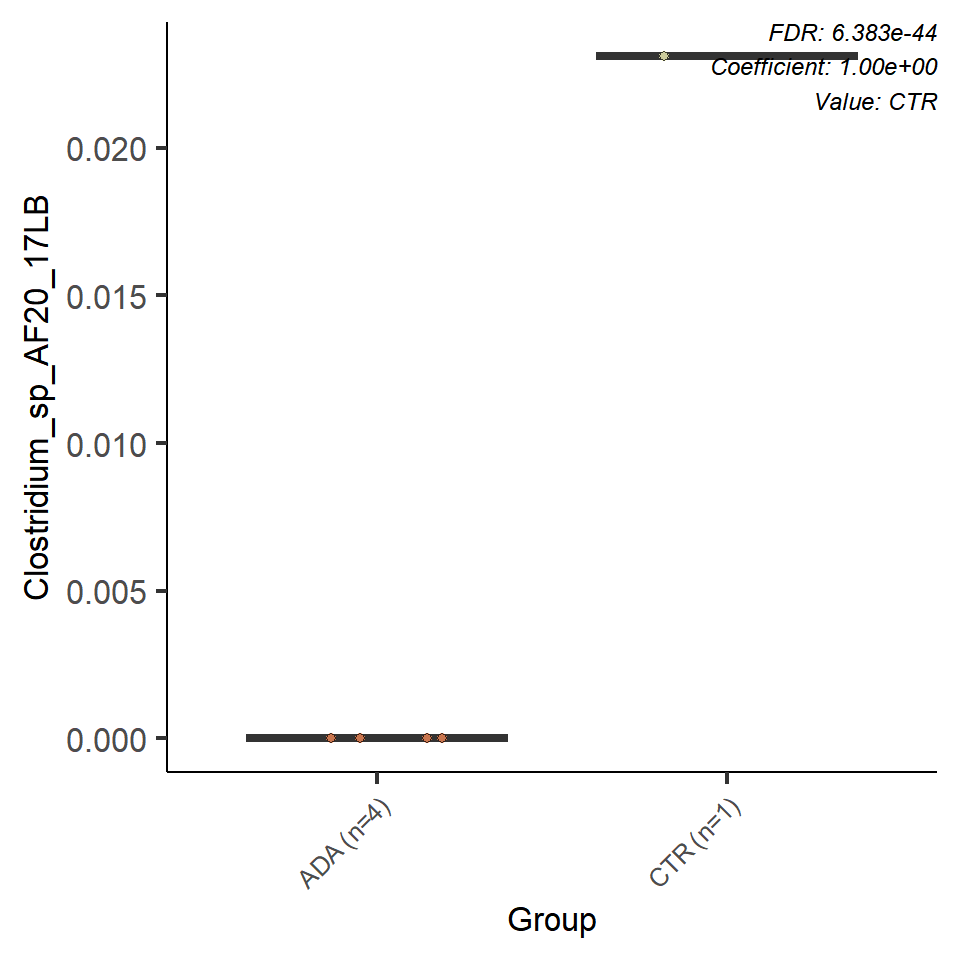 FDR: 6.383e-44
Coefficient: 1.00e+00
Value: CTR
Clostridium_sp_AF20_17LB
0.020
0.015
0.010
0.005
0.000
ADA (n=4)
CTR (n=1)
Group